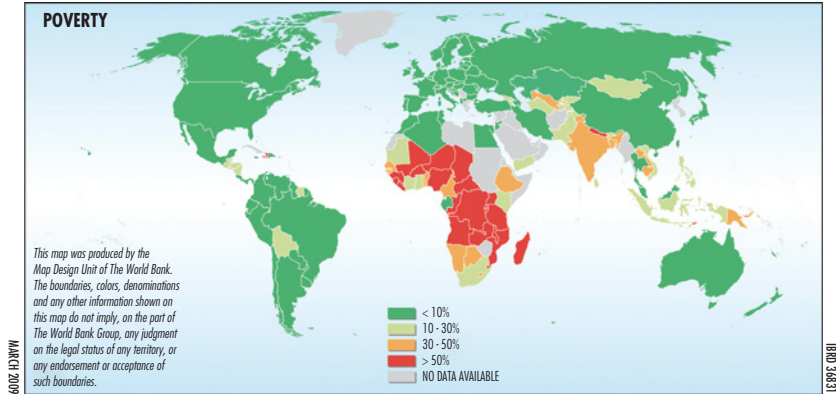 POVERTY
This map was produced by the
Map Design Unit of The World Bank.
The boundaries, colors, denominations
and any other information shown on
this map do not imply, on the part of
The World Bank Group, any judgment
on the legal status of any territory, or
any endorsement or acceptance of
such boundaries.
< 10%
10 - 30%
30 - 50%
> 50%
NO DATA AVAILABLE
MARCH 2009
IBRD 36831